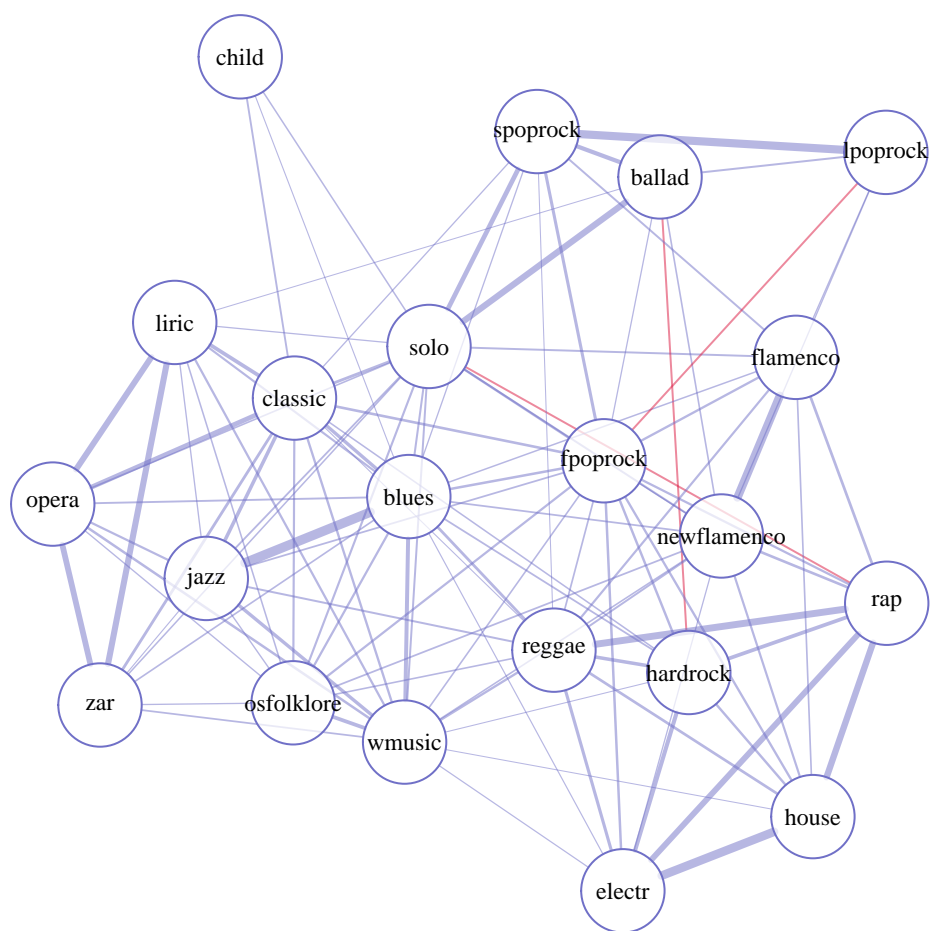 child
spoprock
lpoprock
ballad
liric
solo
flamenco
classic
fpoprock
opera
blues
newflamenco
jazz
rap
reggae
hardrock
zar
osfolklore
wmusic
house
electr